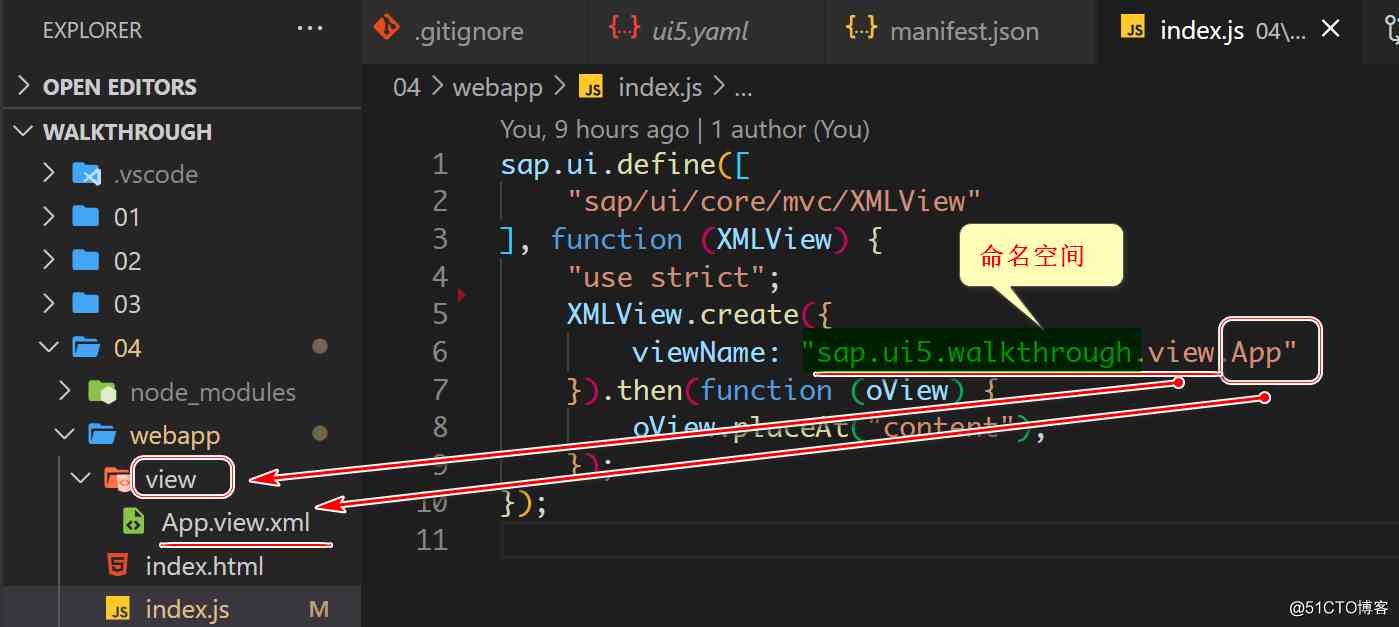 EXPLORER ...
OPEN EDITORS
WALKTHROUGH
.vscode
01
02
03
04
node_modules
webapp
view
App.view.xml
index.html
JS index.js M
.gitignore {..} ui5.yaml {..} manifest.json JS index.js 04\...
04 > webapp > JS index.js > ...
You, 9 hours ago | 1 author (You)
1 sap.ui.define([
2 "sap/ui/core/mvc/XMLView"
3 ], function (XMLView) {
命名空间
4 "use strict";
5 XMLView.create({
6 viewName: "sap.ui5.walkthrough.view.App"
7 }).then(function (oView) {
8 oView.placeAt("content");
9 });
10 });
11
@51CTO博客